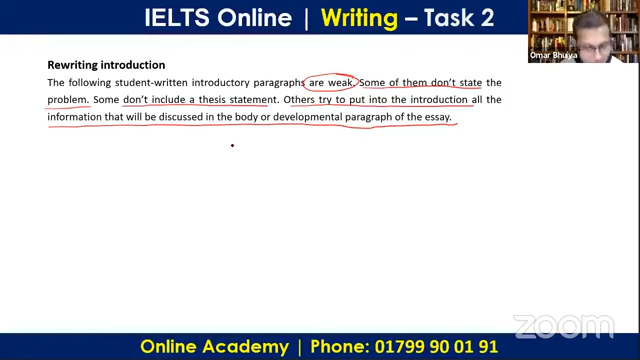 IELTS Online | Writing – Task 2
Omar Bhuiya
Rewriting introduction
The following student-written introductory paragraphs are weak. Some of them don't state the
problem. Some don't include a thesis statement. Others try to put into the introduction all the
information that will be discussed in the body or developmental paragraph of the essay.
zoom
Online Academy | Phone: 01799 90 01 91